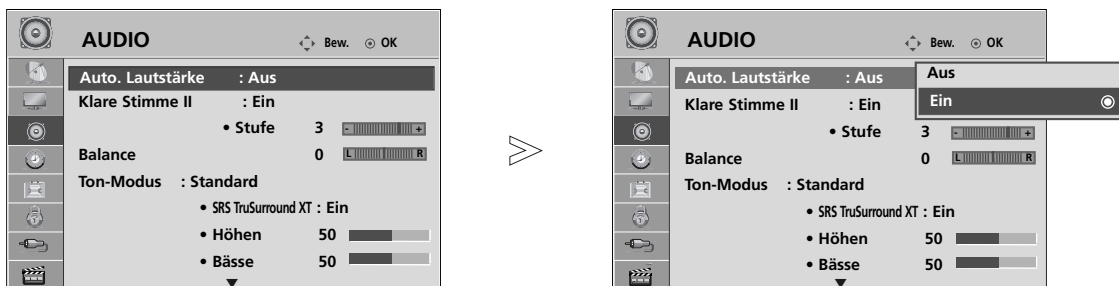 AUDIO Bew. OK
Auto. Lautstärke : Aus
Klare Stimme II : Ein
• Stufe 3 - +
Balance 0 L R
Ton-Modus : Standard
• SRS TruSurround XT : Ein
• Höhen 50
• Bässe 50
>
AUDIO Bew. OK
Auto. Lautstärke : Aus
Aus
Ein
Klare Stimme II : Ein
• Stufe 3 - +
Balance 0 L R
Ton-Modus : Standard
• SRS TruSurround XT : Ein
• Höhen 50
• Bässe 50